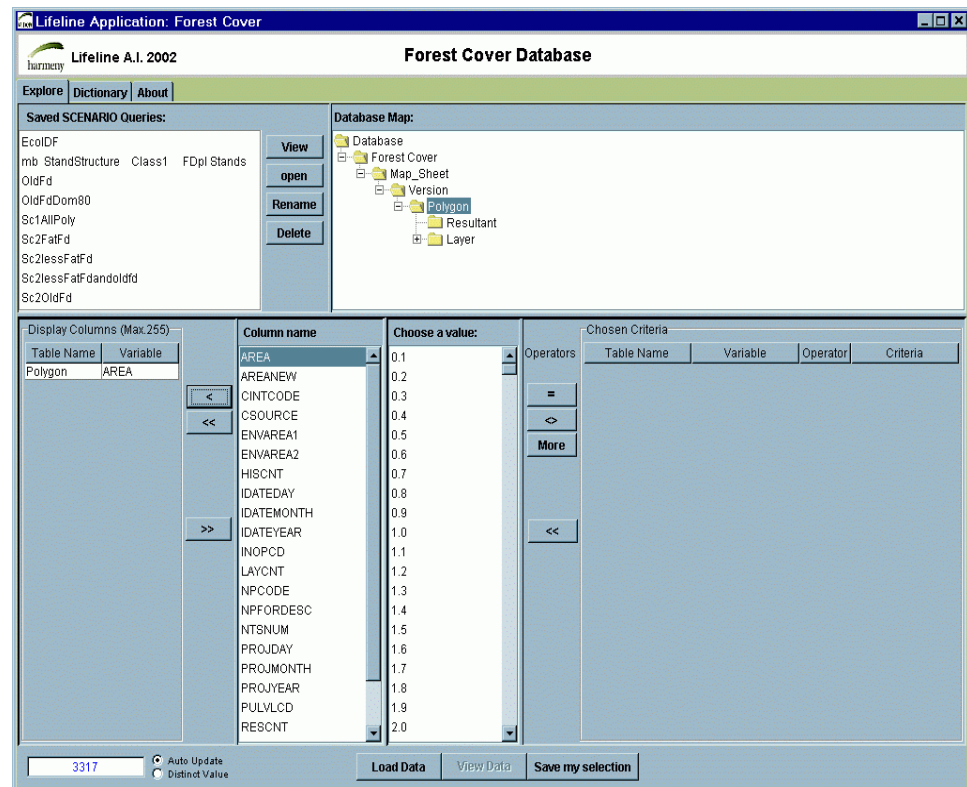 Lifeline Application: Forest Cover
harmeny Lifeline A.I. 2002
Forest Cover Database
Explore Dictionary About
Saved SCENARIO Queries:
EcoIDF
mb StandStructure Class1 FDpl Stands
OldFd
OldFdDom80
Sc1AllPoly
Sc2FatFd
Sc2lessFatFd
Sc2lessFatFdandoldfd
Sc2OldFd
View
open
Rename
Delete
Database Map:
Database
Forest Cover
Map_Sheet
Version
Polygon
Resultant
Layer
Display Columns (Max.255)
Table Name Variable
Polygon AREA
<
<<
>>
Column name
AREA
AREANEW
CINTCODE
CSOURCE
ENVAREA1
ENVAREA2
HISCNT
IDATEDAY
IDATEMONTH
IDATEYEAR
INOPCD
LAYCNT
NPCODE
NPFORDESC
NTSNUM
PROJDAY
PROJMONTH
PROJYEAR
PULVLCD
RESCNT
Choose a value:
0.1
0.2
0.3
0.4
0.5
0.6
0.7
0.8
0.9
1.0
1.1
1.2
1.3
1.4
1.5
1.6
1.7
1.8
1.9
2.0
Operators
=
<>
More
<<
Chosen Criteria
Table Name Variable Operator Criteria
3317
Auto Update
Distinct Value
Load Data
View Data
Save my selection